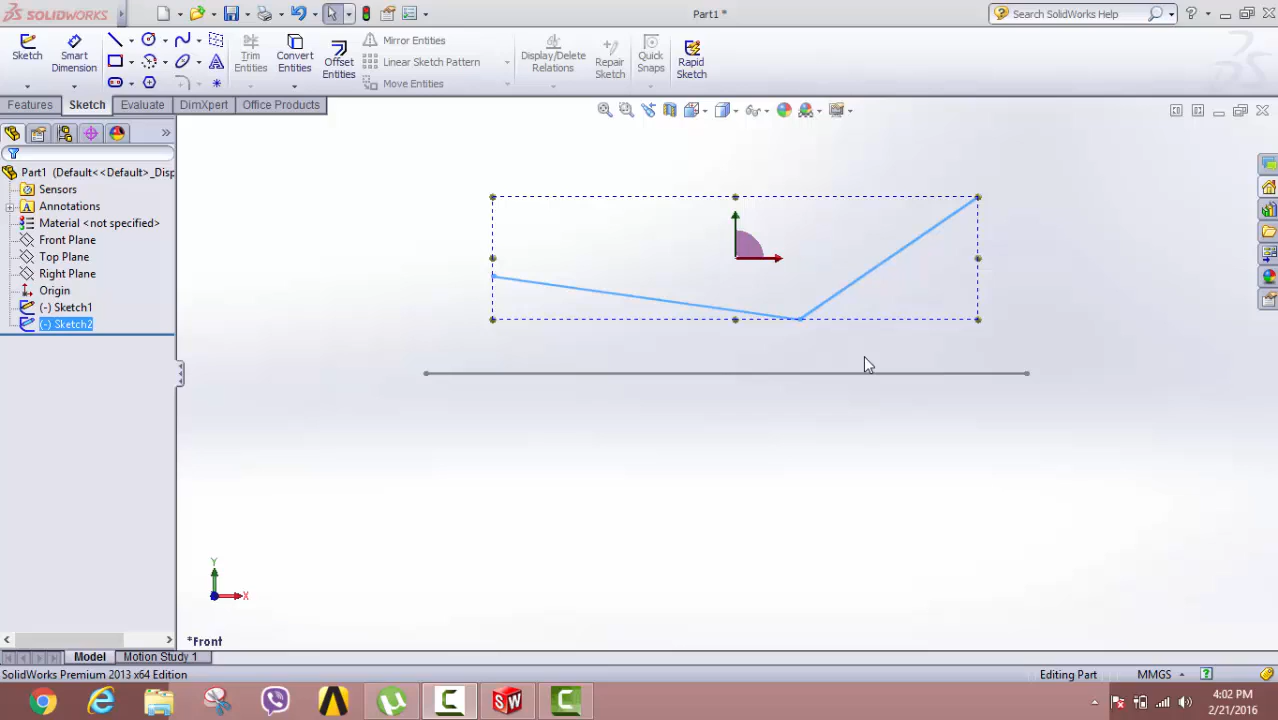 SOLIDWORKS
Part1 *
Search SolidWorks Help
Sketch
Smart Dimension
Trim Entities
Convert Entities
Offset Entities
Mirror Entities
Linear Sketch Pattern
Move Entities
Display/Delete Relations
Repair Sketch
Quick Snaps
Rapid Sketch
Features
Sketch
Evaluate
DimXpert
Office Products
Part1 (Default<<Default>_Disp
Sensors
Annotations
Material <not specified>
Front Plane
Top Plane
Right Plane
Origin
(-) Sketch1
(-) Sketch2
Y
X
*Front
Model
Motion Study 1
SolidWorks Premium 2013 x64 Edition
Editing Part
MMGS
4:02 PM
2/21/2016